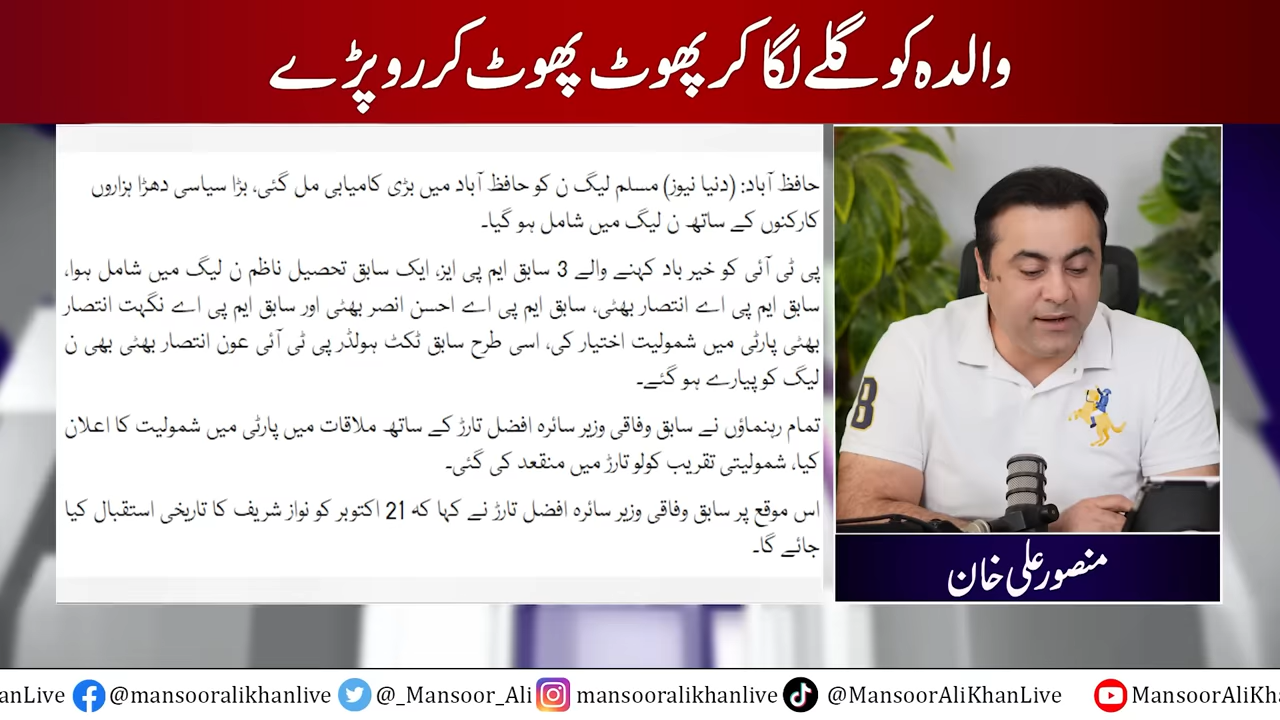 والدہ کو گلے لگا کر پھوٹ پھوٹ کر رو پڑے
حافظ آباد: (دنیا نیوز) مسلم لیگ ن کو حافظ آباد میں بڑی کامیابی مل گئی، بڑا سیاسی دھڑا ہزاروں
کارکنوں کے ساتھ ن لیگ میں شامل ہو گیا۔
پی ٹی آئی کو خیر باد کہنے والے 3 سابق ایم پی ایز، ایک سابق تحصیل ناظم ن لیگ میں شامل ہوا،
سابق ایم پی اے انتصار بھٹی، سابق ایم پی اے احسن انصر بھٹی اور سابق ایم پی اے نگہت انتصار
بھٹی پارٹی میں شمولیت اختیار کی، اسی طرح سابق ٹکٹ ہولڈر پی ٹی آئی عون انتصار بھٹی بھی ن
لیگ کو پیارے ہو گئے۔
تمام رہنماؤں نے سابق وفاقی وزیر سائرہ افضل تارڑ کے ساتھ ملاقات میں پارٹی میں شمولیت کا اعلان
کیا، شمولیتی تقریب کولو تارڑ میں منعقد کی گئی۔
اس موقع پر سابق وفاقی وزیر سائرہ افضل تارڑ نے کہا کہ 21 اکتوبر کو نواز شریف کا تاریخی استقبال کیا
جائے گا۔
B
منصور علی خان
anLive @mansooralikhanlive @_Mansoor_Ali mansooralikhanlive @MansoorAliKhanLive MansoorAliKha